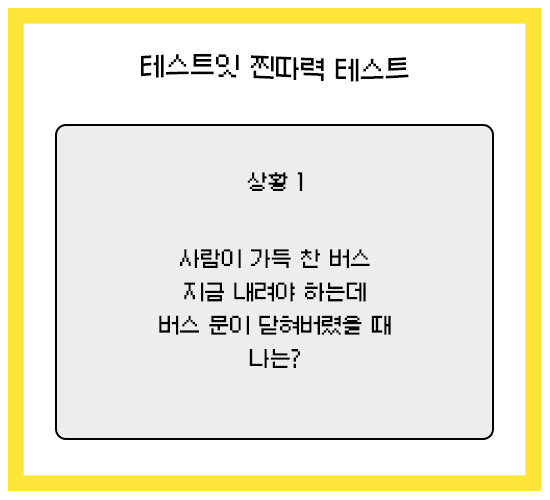 테스트잇 찐따력 테스트
상황 1
사람이 가득 찬 버스
지금 내려야 하는데
버스 문이 닫혀버렸을 때
나는?